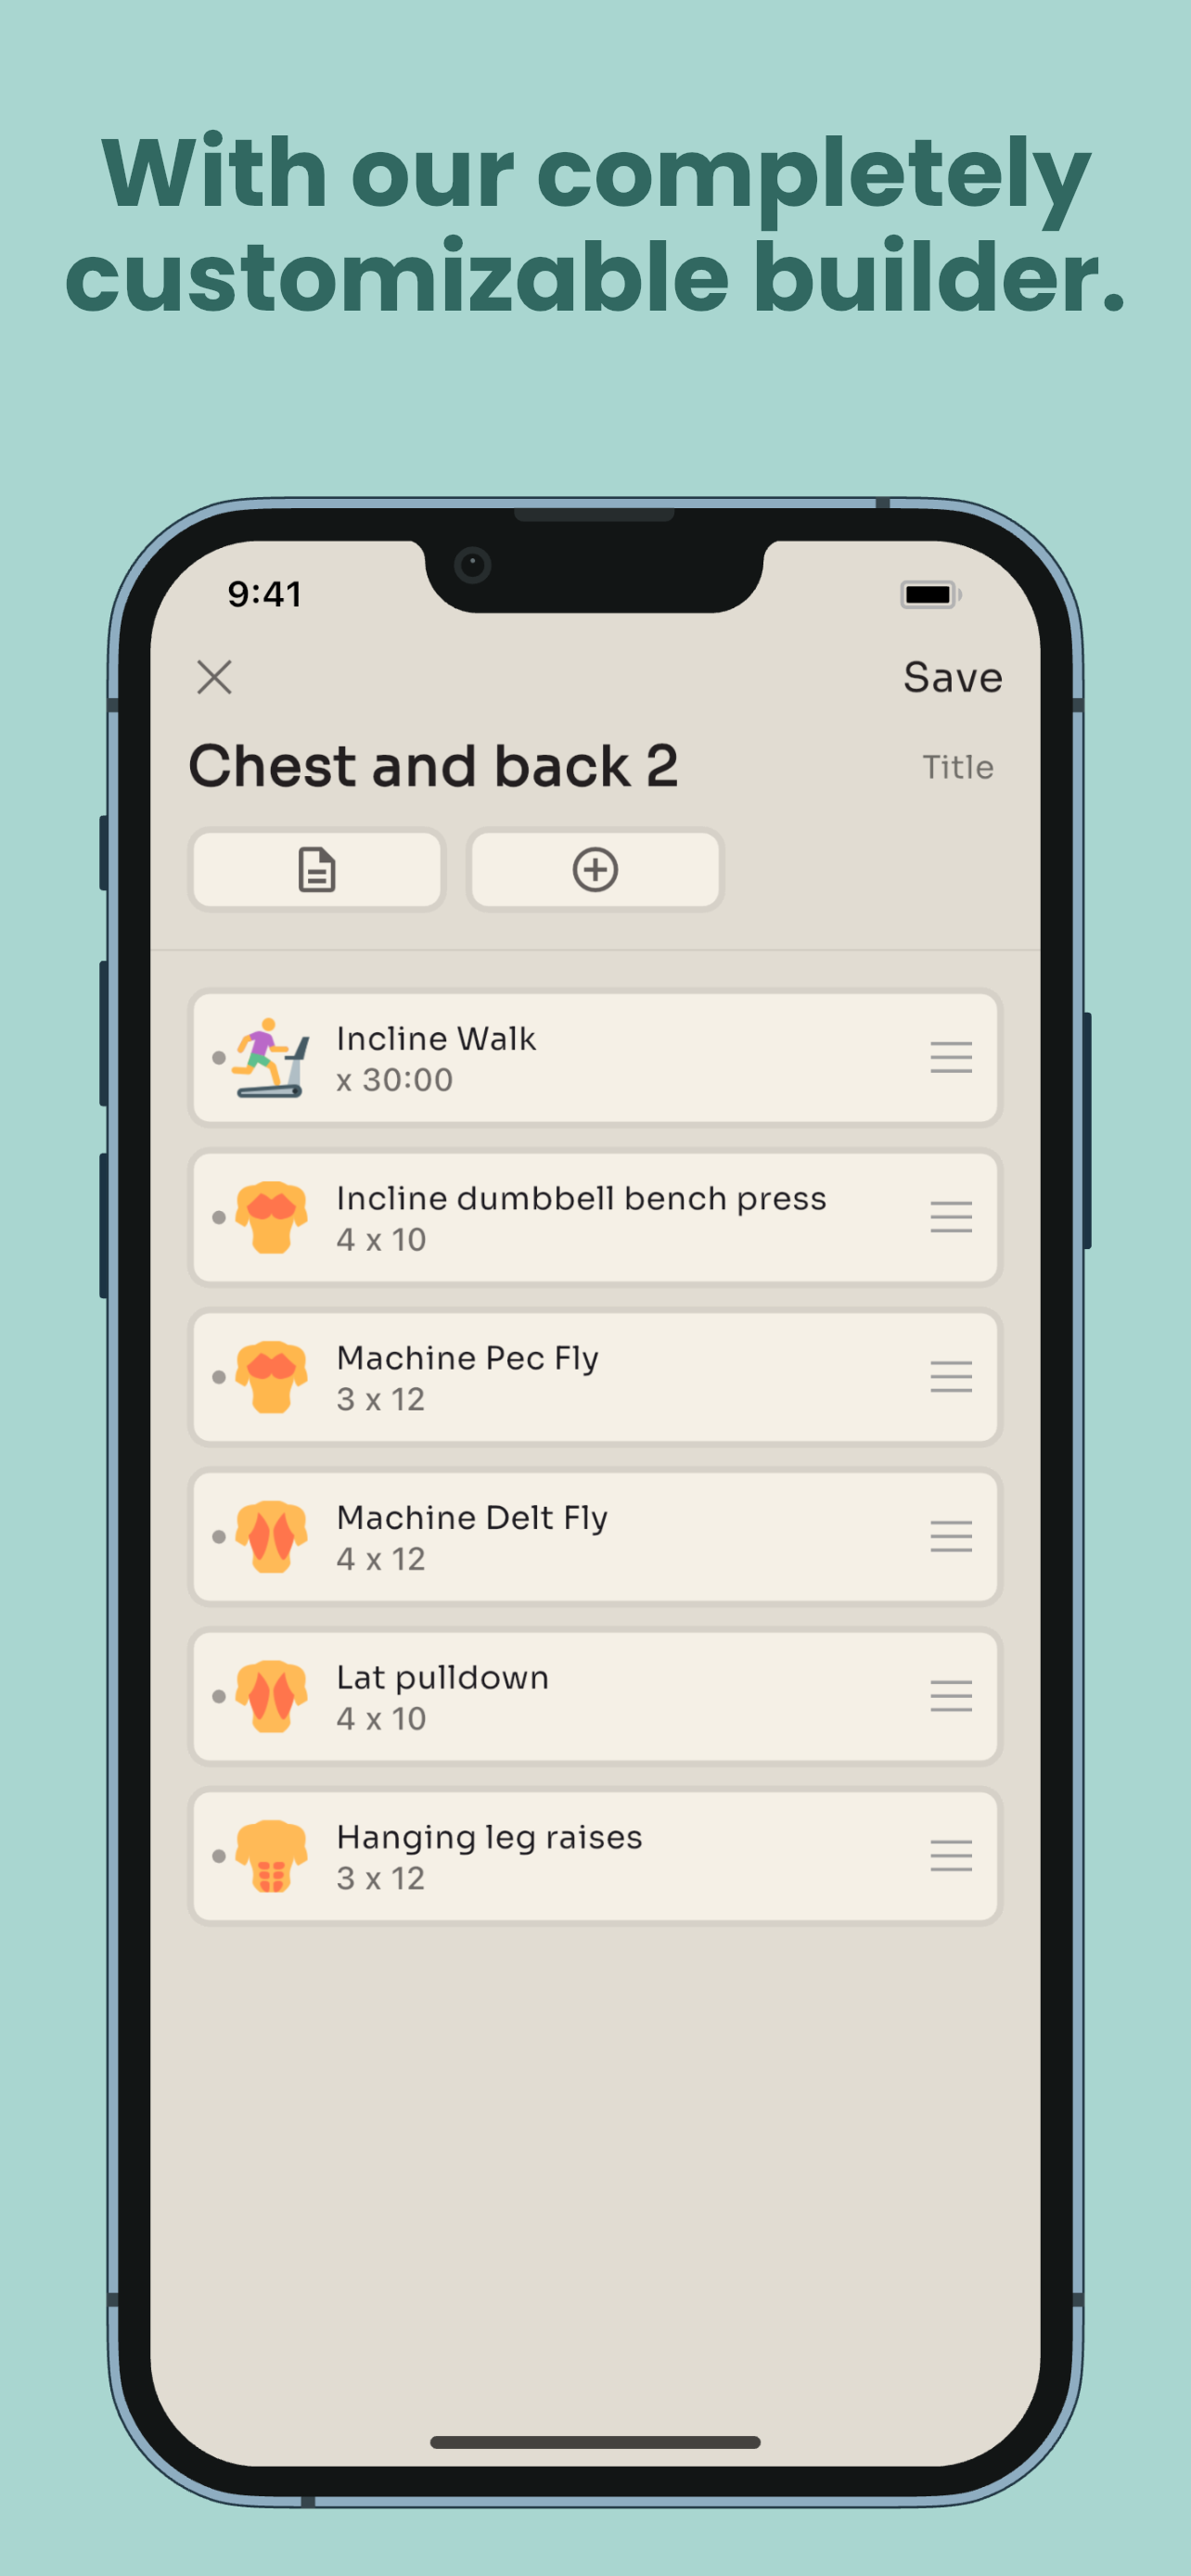 With our completely
customizable builder.
9:41
Save
Chest and back 2
Title
Incline Walk
x 30:00
Incline dumbbell bench press
4 x 10
Machine Pec Fly
3 x 12
Machine Delt Fly
4 x 12
Lat pulldown
4 x 10
Hanging leg raises
3 x 12